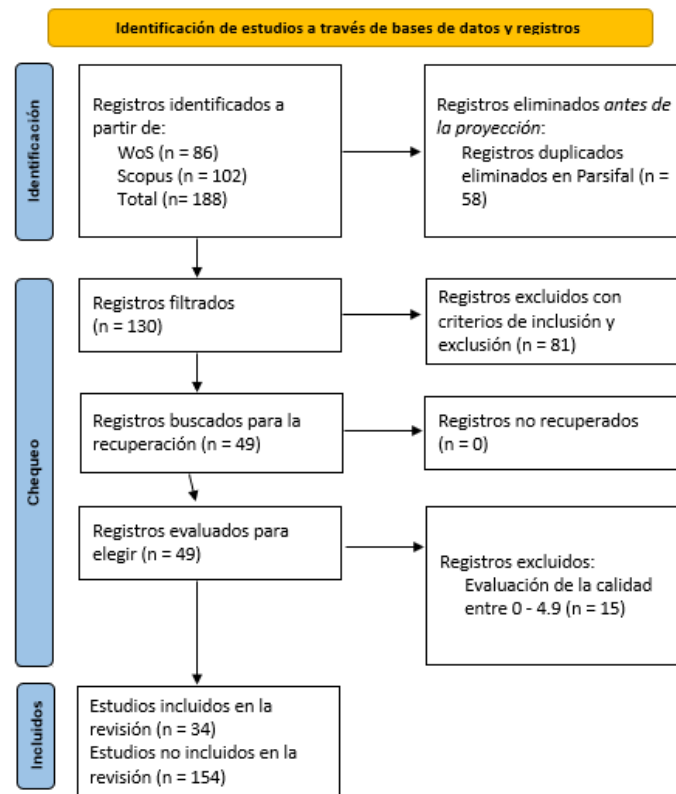 Identificación de estudios a través de bases de datos y registros
Identificación
Registros identificados a
partir de:
WoS (n = 86)
Scopus (n = 102)
Total (n= 188)
Registros eliminados antes de
la proyección:
Registros duplicados
eliminados en Parsifal (n =
58)
Chequeo
Registros filtrados
(n = 130)
Registros excluidos con
criterios de inclusión y
exclusión (n = 81)
Registros buscados para la
recuperación (n = 49)
Registros no recuperados
(n = 0)
Registros evaluados para
elegir (n = 49)
Registros excluidos:
Evaluación de la calidad
entre 0 - 4.9 (n = 15)
Incluidos
Estudios incluidos en la
revisión (n = 34)
Estudios no incluidos en la
revisión (n = 154)